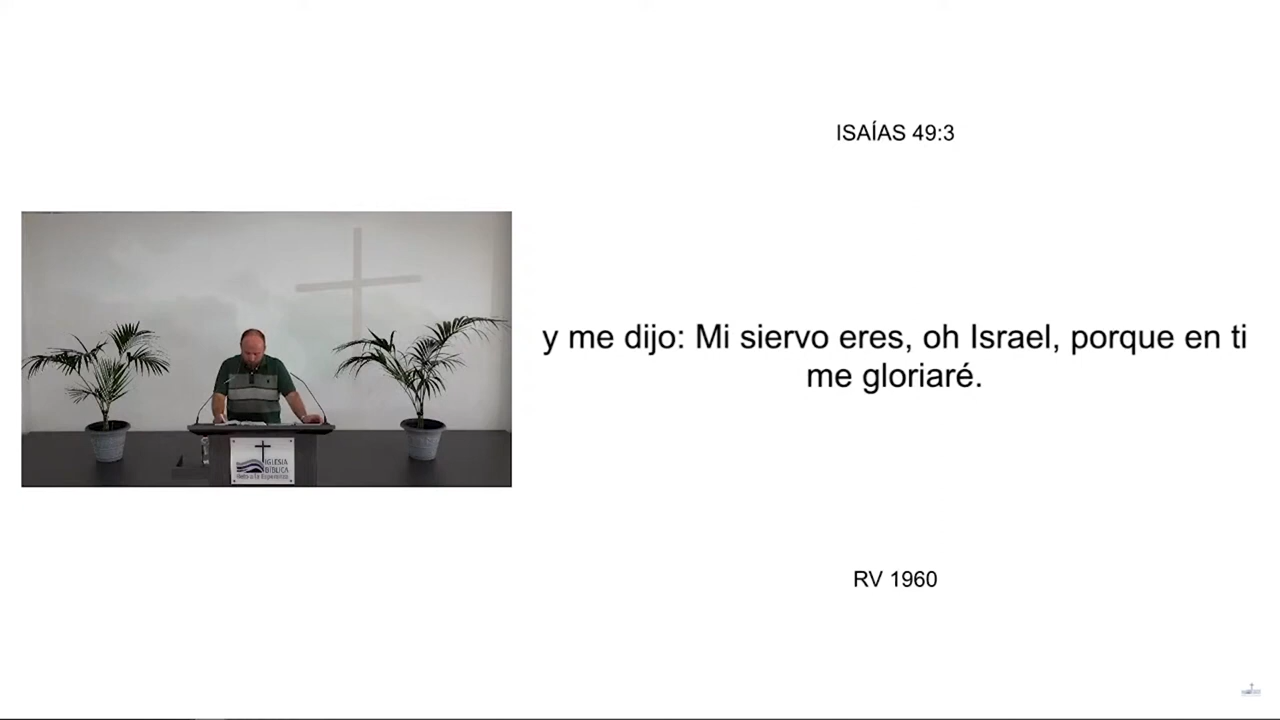 ISAÍAS 49:3
y me dijo: Mi siervo eres, oh Israel, porque en ti
me gloriaré.
IGLESIA
BÍBLICA
RV 1960